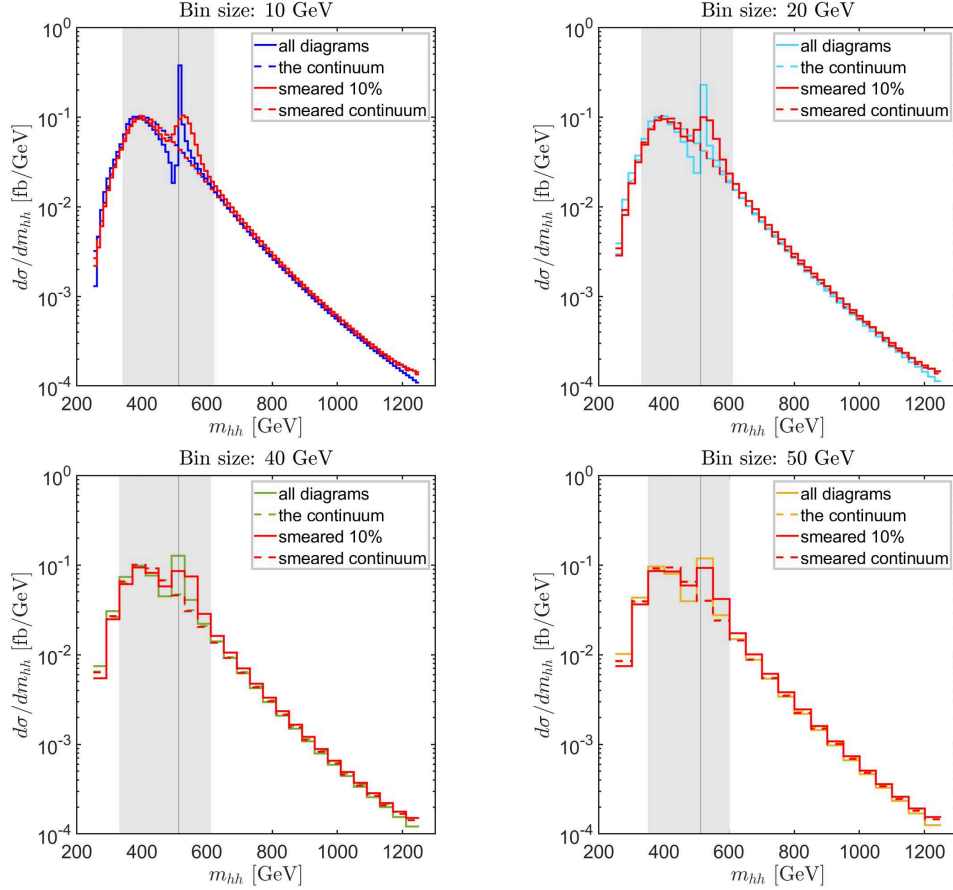 Bin size: 10 GeV
all diagrams
the continuum
smeared 10%
smeared continuum
10^0
10^-1
10^-2
10^-3
10^-4
dσ/dm_hh [fb/GeV]
200 400 600 800 1000 1200
m_hh [GeV]
Bin size: 20 GeV
all diagrams
the continuum
smeared 10%
smeared continuum
10^0
10^-1
10^-2
10^-3
10^-4
dσ/dm_hh [fb/GeV]
200 400 600 800 1000 1200
m_hh [GeV]
Bin size: 40 GeV
all diagrams
the continuum
smeared 10%
smeared continuum
10^0
10^-1
10^-2
10^-3
10^-4
dσ/dm_hh [fb/GeV]
200 400 600 800 1000 1200
m_hh [GeV]
Bin size: 50 GeV
all diagrams
the continuum
smeared 10%
smeared continuum
10^0
10^-1
10^-2
10^-3
10^-4
dσ/dm_hh [fb/GeV]
200 400 600 800 1000 1200
m_hh [GeV]